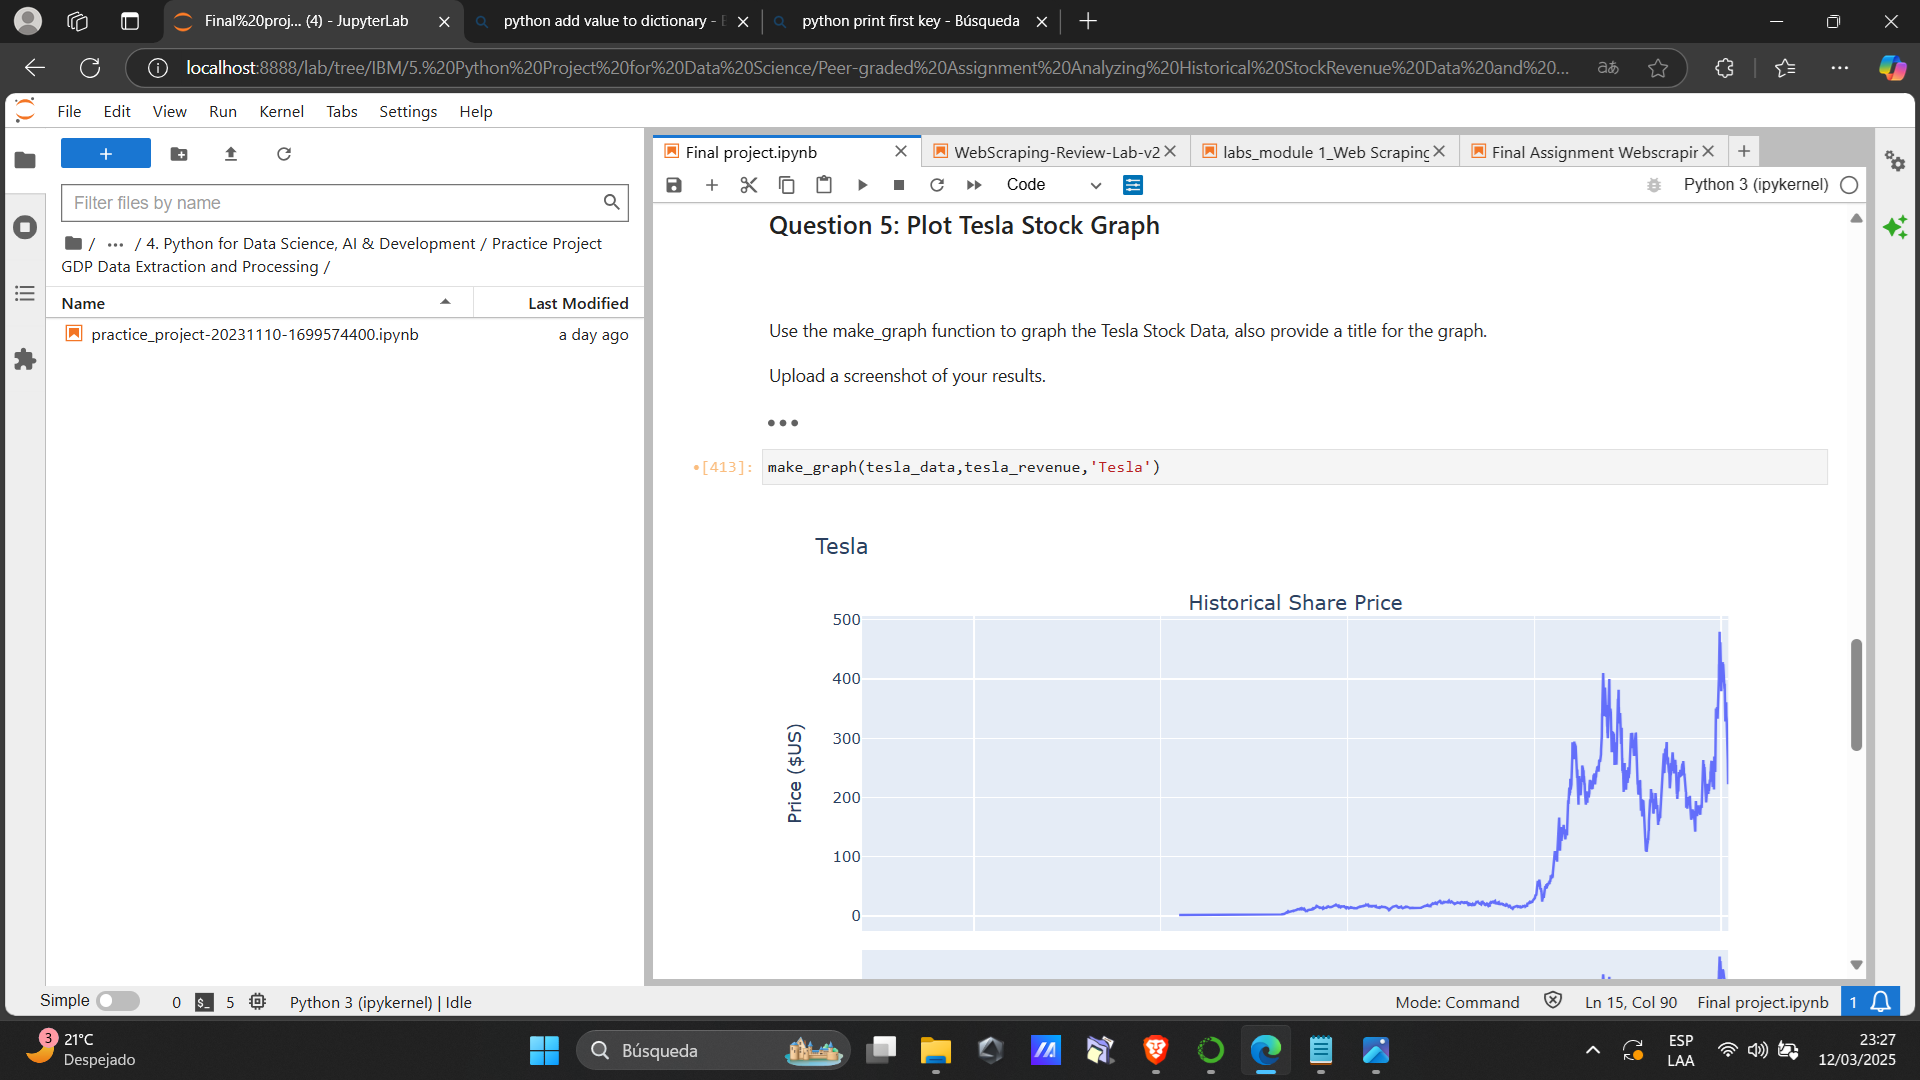 Final%20proj... (4) - JupyterLab
python add value to dictionary -
python print first key - Búsqueda
localhost:8888/lab/tree/IBM/5.%20Python%20Project%20for%20Data%20Science/Peer-graded%20Assignment%20Analyzing%20Historical%20StockRevenue%20Data%20and%20...
File Edit View Run Kernel Tabs Settings Help
Filter files by name
/ ... / 4. Python for Data Science, AI & Development / Practice Project
GDP Data Extraction and Processing /
Name Last Modified
practice_project-20231110-1699574400.ipynb a day ago
Final project.ipynb
WebScraping-Review-Lab-v2
labs_module 1_Web Scraping
Final Assignment Webscrapir
Code
Python 3 (ipykernel)
Question 5: Plot Tesla Stock Graph
Use the make_graph function to graph the Tesla Stock Data, also provide a title for the graph.
Upload a screenshot of your results.
•[413]: make_graph(tesla_data,tesla_revenue,'Tesla')
Tesla
Historical Share Price
500
400
300
200
100
0
Price ($US)
Simple 0 $_ 5 Python 3 (ipykernel) | Idle
Mode: Command Ln 15, Col 90 Final project.ipynb 1
3
21°C
Despejado
Búsqueda
ESP
LAA
23:27
12/03/2025